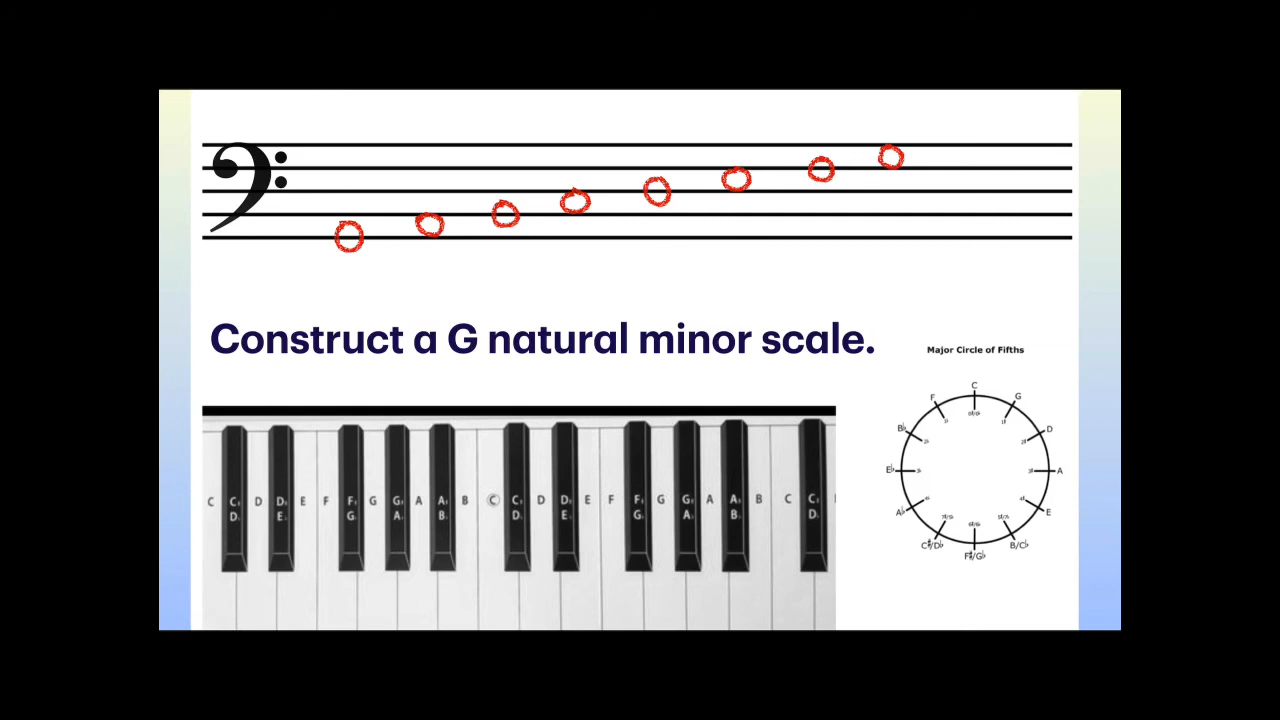 Construct a G natural minor scale.
Major Circle of Fifths
C
F G
B♭ D
E♭ A
A♭ E
C♯/D♭ B/C♭
F♯/G♭
C C♯ D D♯ E F F♯ G G♯ A A♯ B C C♯ D D♯ E F F♯ G G♯ A A♯ B C C♯
D♭ E♭ G♭ A♭ B♭ D♭ E♭ G♭ A♭ B♭ D♭